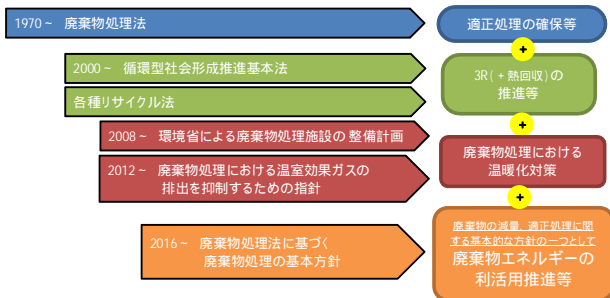 1970～ 廃棄物処理法
適正処理の確保等
+
2000～ 循環型社会形成推進基本法
各種リサイクル法
3R(+熱回収)の
推進等
+
2008～ 環境省による廃棄物処理施設の整備計画
2012～ 廃棄物処理における温室効果ガスの
排出を抑制するための指針
廃棄物処理における
温暖化対策
+
2016～ 廃棄物処理法に基づく
廃棄物処理の基本方針
廃棄物の減量、適正処理に関
する基本的な方針の一つとして
廃棄物エネルギーの
利活用推進等